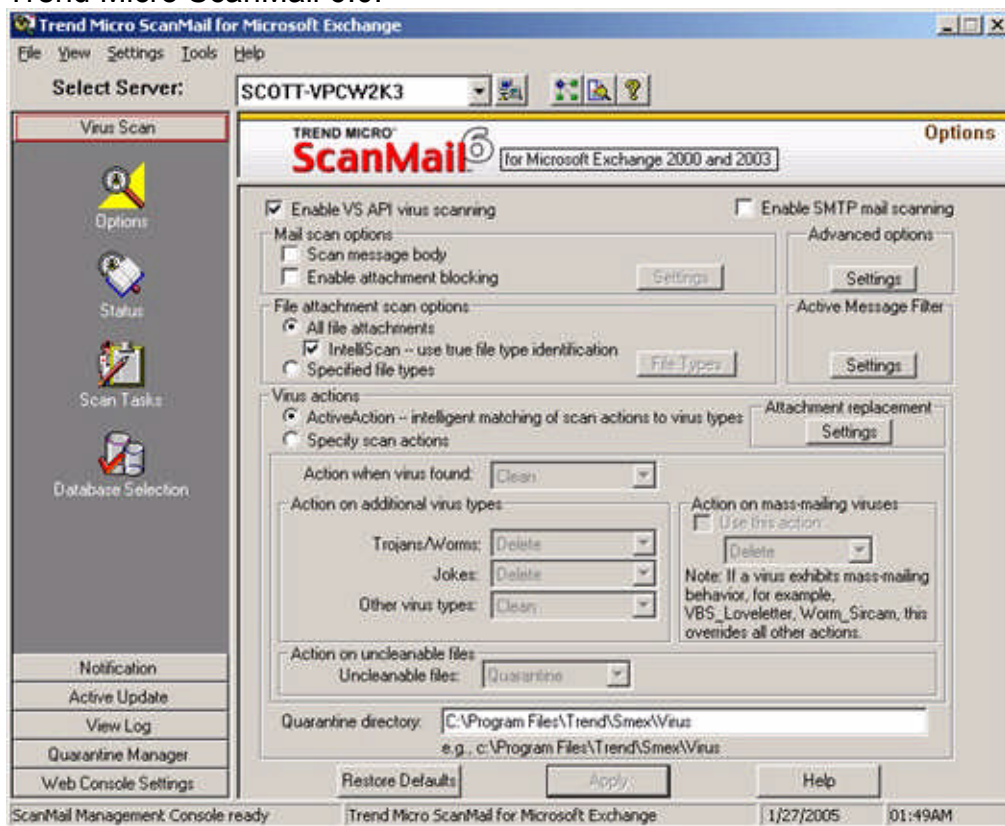 Trend Micro ScanMail for Microsoft Exchange
File View Settings Tools Help
Select Server:
SCOTT-VPCW2K3
Virus Scan
Options
Status
Scan Tasks
Database Selection
Notification
Active Update
View Log
Quarantine Manager
Web Console Settings
TREND MICRO
ScanMail 6 for Microsoft Exchange 2000 and 2003
Options
Enable VS API virus scanning
Enable SMTP mail scanning
Mail scan options
Scan message body
Enable attachment blocking
Settings
Advanced options
Settings
File attachment scan options
All file attachments
IntelliScan -- use true file type identification
Specified file types
File Types
Active Message Filter
Settings
Virus actions
ActiveAction -- intelligent matching of scan actions to virus types
Specify scan actions
Attachment replacement
Settings
Action when virus found: Clean
Action on additional virus types
Trojans/Worms: Delete
Jokes: Delete
Other virus types: Clean
Action on mass-mailing viruses
Use this action
Delete
Note: If a virus exhibits mass-mailing
behavior, for example,
VBS_Loveletter, Worm_Sircam, this
overrides all other actions.
Action on uncleanable files
Uncleanable files: Quarantine
Quarantine directory: C:\Program Files\Trend\Smex\Virus
e.g., c:\Program Files\Trend\Smex\Virus
Restore Defaults
Apply
Help
ScanMail Management Console ready
Trend Micro ScanMail for Microsoft Exchange
1/27/2005
01:49AM